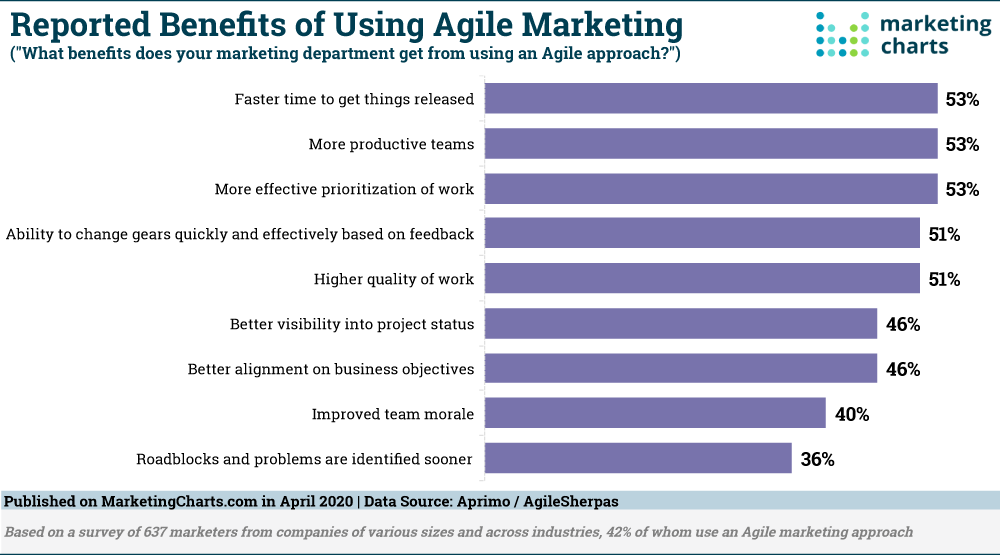 Reported Benefits of Using Agile Marketing
("What benefits does your marketing department get from using an Agile approach?")
marketing
charts
Faster time to get things released 53%
More productive teams 53%
More effective prioritization of work 53%
Ability to change gears quickly and effectively based on feedback 51%
Higher quality of work 51%
Better visibility into project status 46%
Better alignment on business objectives 46%
Improved team morale 40%
Roadblocks and problems are identified sooner 36%
Published on MarketingCharts.com in April 2020 | Data Source: Aprimo / AgileSherpas
Based on a survey of 637 marketers from companies of various sizes and across industries, 42% of whom use an Agile marketing approach